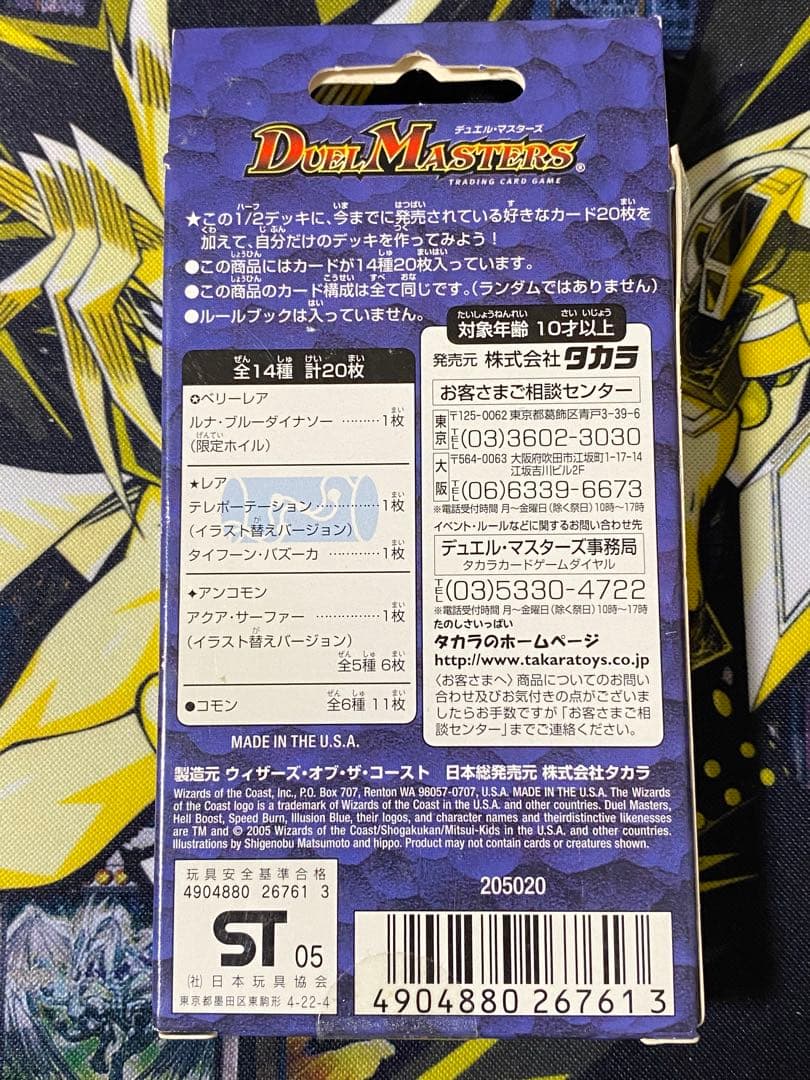 デュエル・マスターズ
DUEL MASTERS®
TRADING CARD GAME
★この1/2デッキに、今までに発売されている好きなカード20枚を
加えて、自分だけのデッキを作ってみよう!
●この商品にはカードが14種20枚入っています。
●この商品のカード構成は全て同じです。(ランダムではありません)
●ルールブックは入っていません。
全14種 計20枚
✪ベリーレア
ルナ・ブルーダイナソー ………1枚
(限定ホイル)
★レア
テレポーテーション …………1枚
(イラスト替えバージョン)
タイフーン・バズーカ …………1枚
✦アンコモン
アクア・サーファー ……………1枚
(イラスト替えバージョン)
全5種 6枚
●コモン 全6種 11枚
MADE IN THE U.S.A.
対象年齢 10才以上
発売元 株式会社タカラ
お客さまご相談センター
東京 〒125-0062 東京都葛飾区青戸3-39-6
TEL (03)3602-3030
大阪 〒564-0063 大阪府吹田市江坂町1-17-14
江坂吉川ビル2F
TEL (06)6339-6673
※電話受付時間 月〜金曜日(除く祭日)10時〜17時
イベント・ルールなどに関するお問い合わせ先
デュエル・マスターズ事務局
タカラカードゲームダイヤル
TEL (03)5330-4722
※電話受付時間 月〜金曜日(除く祭日)10時〜17時
たのしさいっぱい
タカラのホームページ
http://www.takaratoys.co.jp
〈お客さまへ〉商品についてのお問い
合わせ及びお気付きの点がございま
したらお手数ですが「お客さまご相
談センター」までご連絡ください。
製造元 ウィザーズ・オブ・ザ・コースト 日本総発売元 株式会社タカラ
Wizards of the Coast, Inc., P.O. Box 707, Renton WA 98057-0707, U.S.A. MADE IN THE U.S.A. The Wizards
of the Coast logo is a trademark of Wizards of the Coast in the U.S.A. and other countries. Duel Masters,
Hell Boost, Speed Burn, Illusion Blue, their logos, and character names and theirdistinctive likenesses
are TM and © 2005 Wizards of the Coast/Shogakukan/Mitsui-Kids in the U.S.A. and other countries.
Illustrations by Shigenobu Matsumoto and hippo. Product may not contain cards or creatures shown.
玩具安全基準合格
4904880 26761 3
ST 05
(社)日本玩具協会
東京都墨田区東駒形 4-22-4
205020
4904880 267613